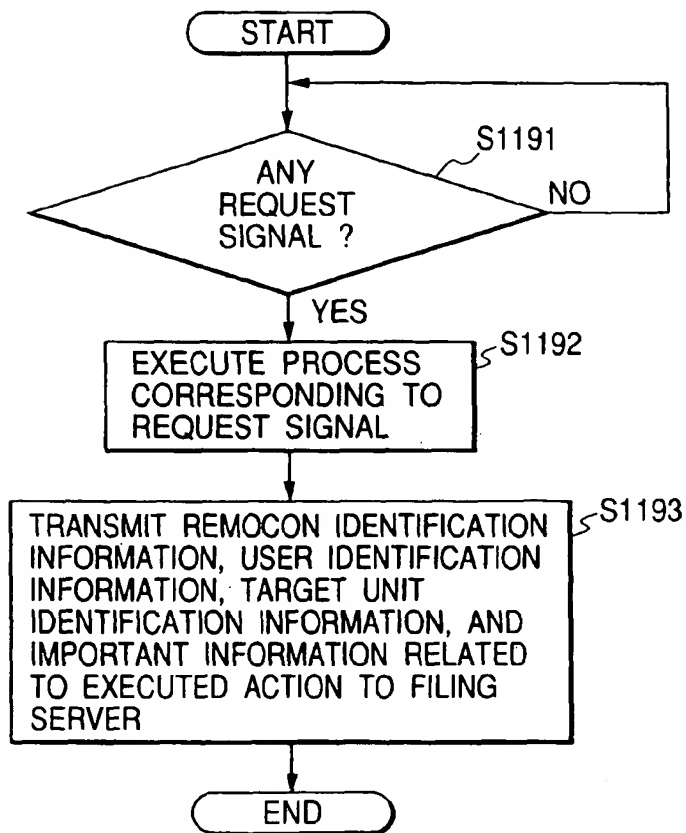 START
S1191
ANY
REQUEST
SIGNAL ?
NO
YES
S1192
EXECUTE PROCESS
CORRESPONDING TO
REQUEST SIGNAL
S1193
TRANSMIT REMOCON IDENTIFICATION
INFORMATION, USER IDENTIFICATION
INFORMATION, TARGET UNIT
IDENTIFICATION INFORMATION, AND
IMPORTANT INFORMATION RELATED
TO EXECUTED ACTION TO FILING
SERVER
END